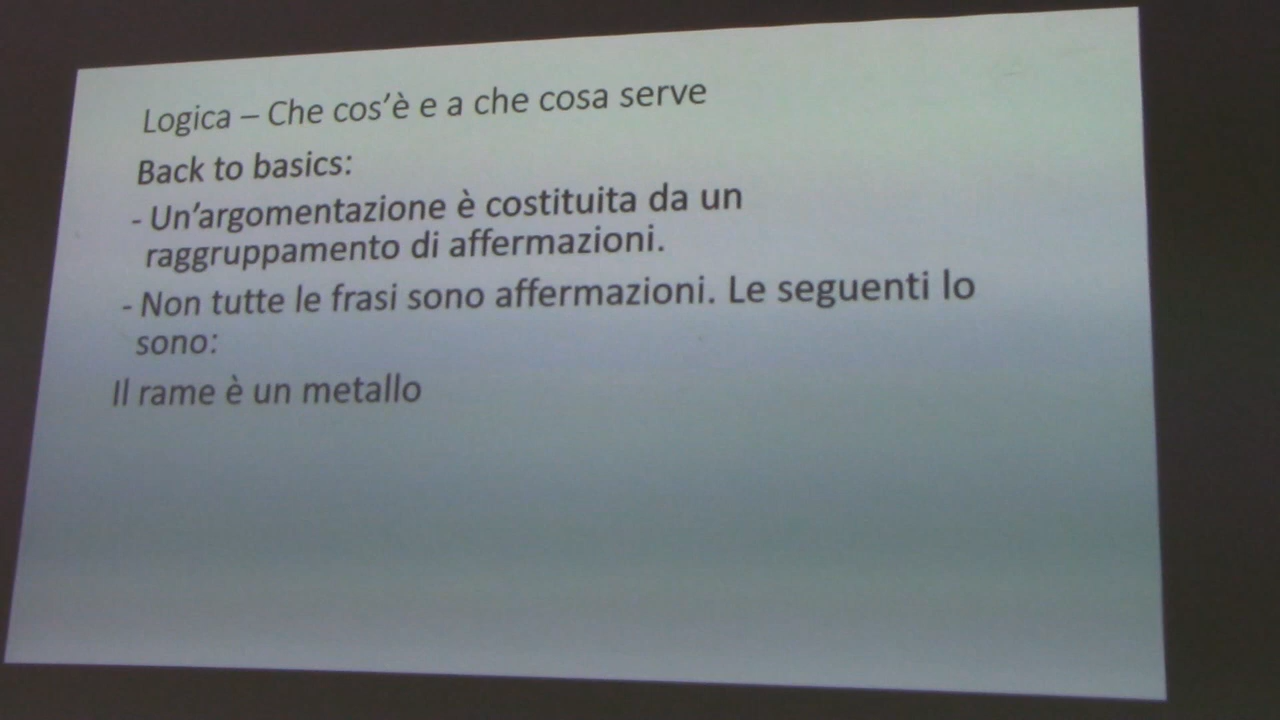 Logica – Che cos'è e a che cosa serve
Back to basics:
- Un'argomentazione è costituita da un
raggruppamento di affermazioni.
- Non tutte le frasi sono affermazioni. Le seguenti lo
sono:
Il rame è un metallo